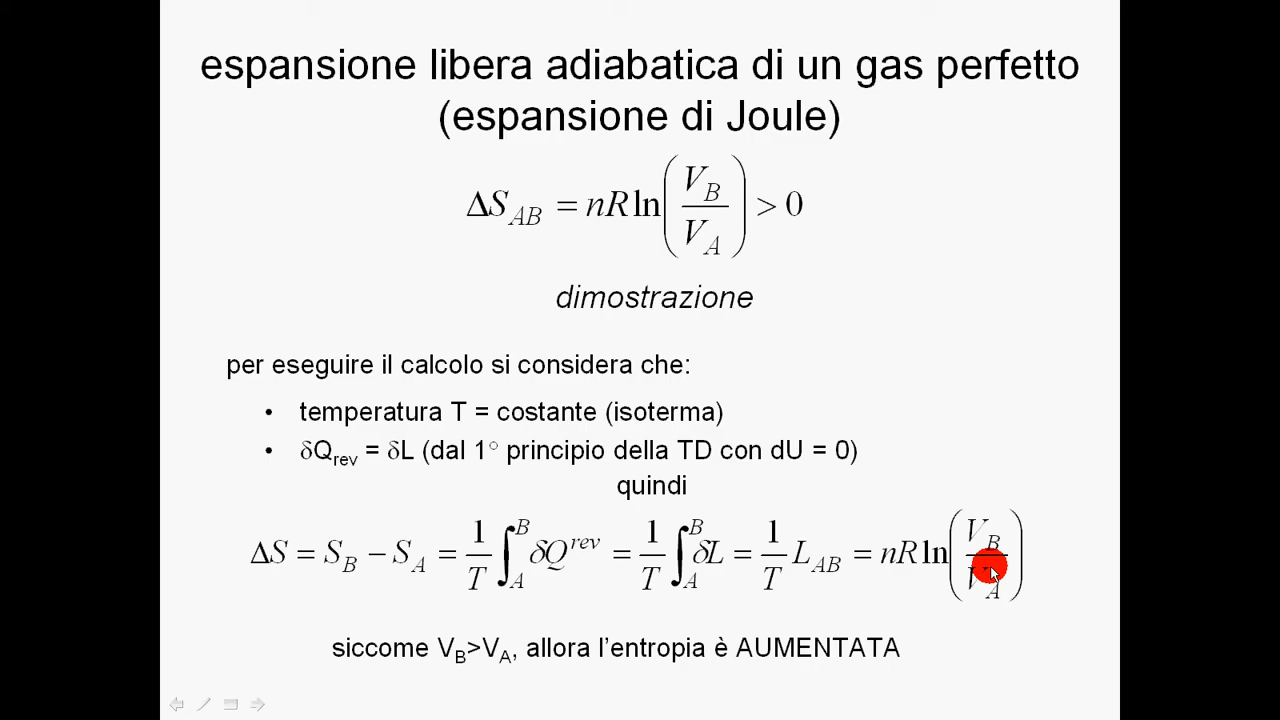 espansione libera adiabatica di un gas perfetto
(espansione di Joule)
ΔS_AB = nR ln(V_B/V_A) > 0
dimostrazione
per eseguire il calcolo si considera che:
• temperatura T = costante (isoterma)
• δQ_rev = δL (dal 1° principio della TD con dU = 0)
quindi
ΔS = S_B − S_A = 1/T ∫_A^B δQ^rev = 1/T ∫_A^B δL = 1/T L_AB = nR ln(V_B/V_A)
siccome V_B>V_A, allora l'entropia è AUMENTATA